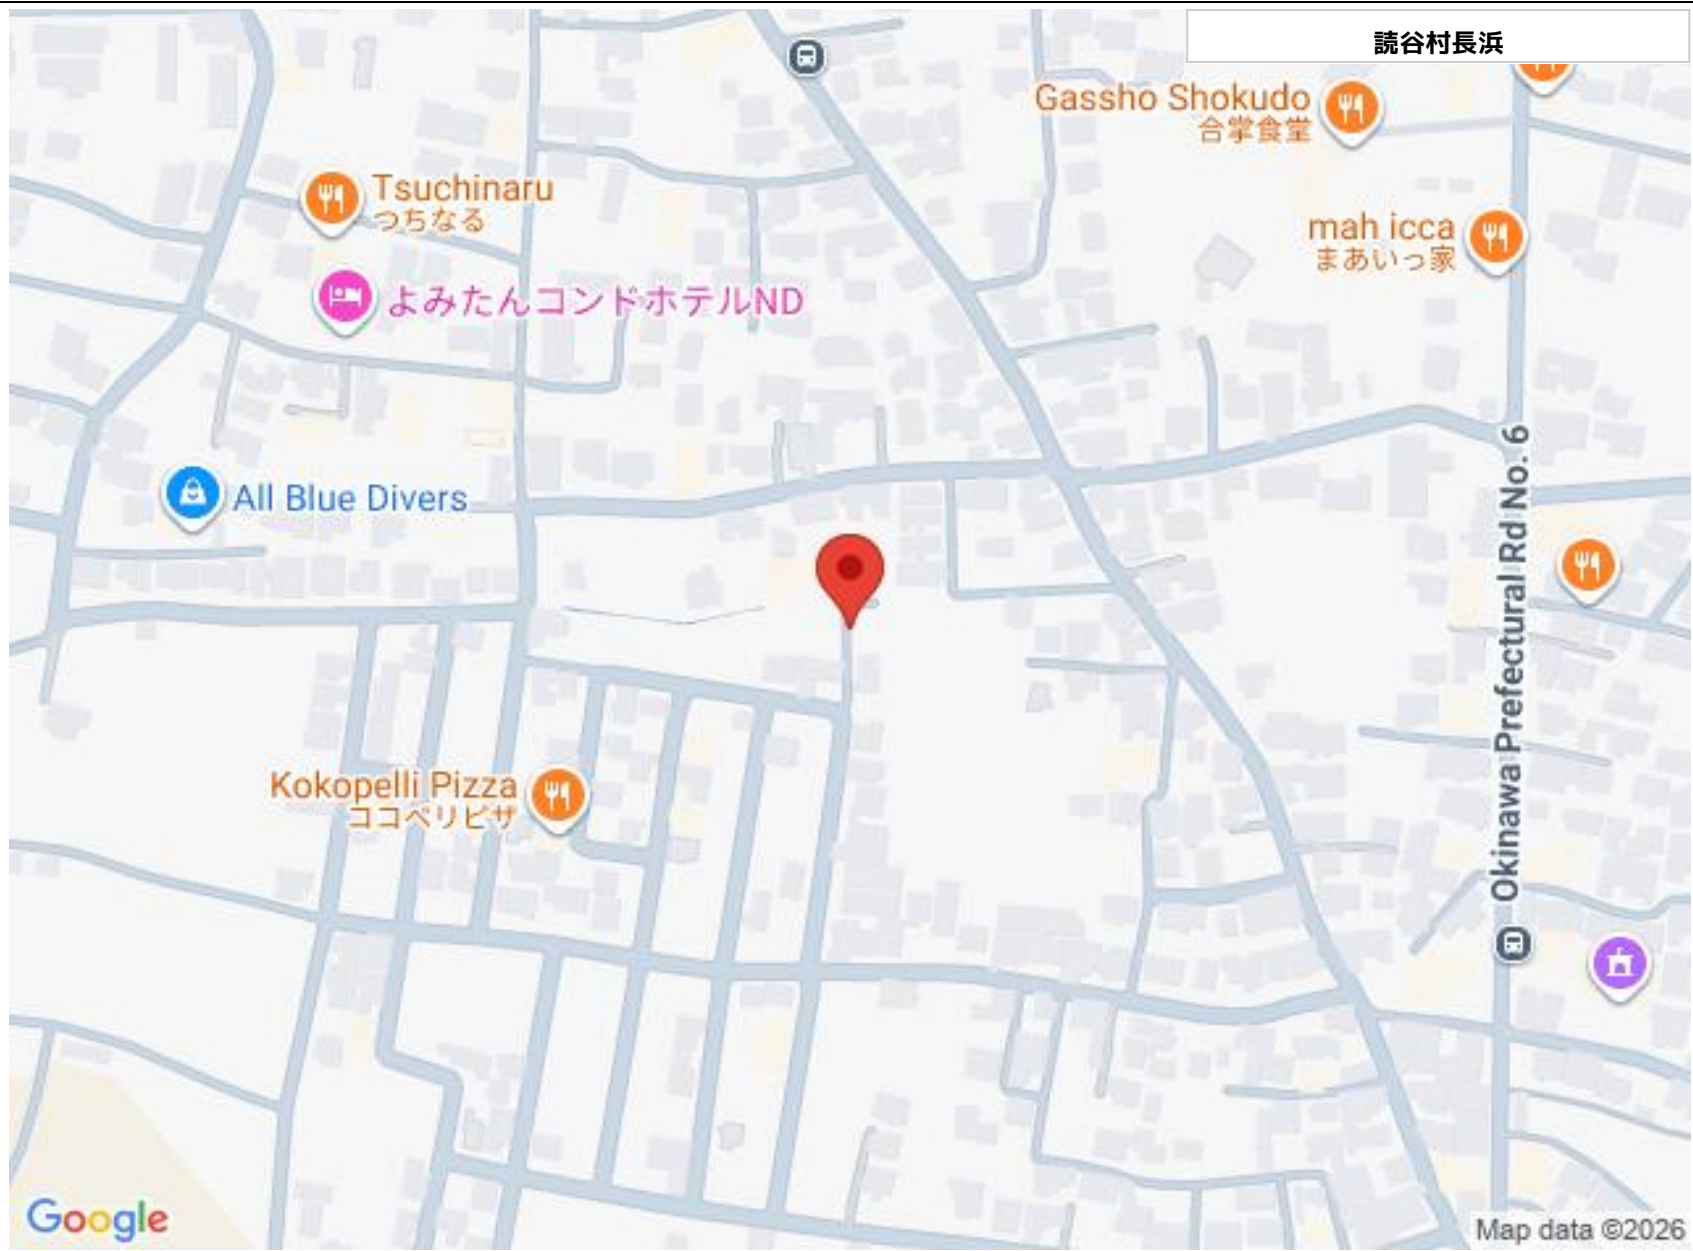 読谷村長浜
Gassho Shokudo
合掌食堂
Tsuchinaru
つちなる
mah icca
まあいっ家
よみたんコンドホテルND
All Blue Divers
Okinawa Prefectural Rd No. 6
Kokopelli Pizza
ココペリピザ
Google
Map data ©2026